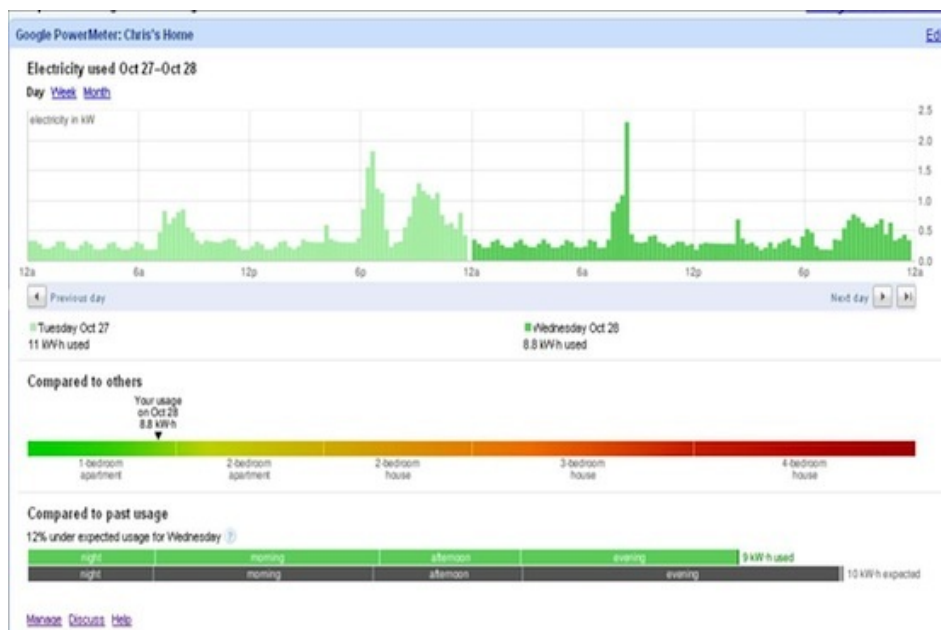 Google PowerMeter: Chris's Home
Ed
Electricity used Oct 27–Oct 28
Day Week Month
electricity in kW
2.5
2.0
1.5
1.0
0.5
0.0
12a 6a 12p 6p 12a 6a 12p 6p 12a
Previous day Next day
Tuesday Oct 27 Wednesday Oct 28
11 kW·h used 8.8 kW·h used
Compared to others
Your usage
on Oct 28
8.8 kW·h
1-bedroom 2-bedroom 2-bedroom 3-bedroom 4-bedroom
apartment apartment house house house
Compared to past usage
12% under expected usage for Wednesday ?
night morning afternoon evening 9 kW·h used
night morning afternoon evening 10 kW·h expected
Manage Discuss Help